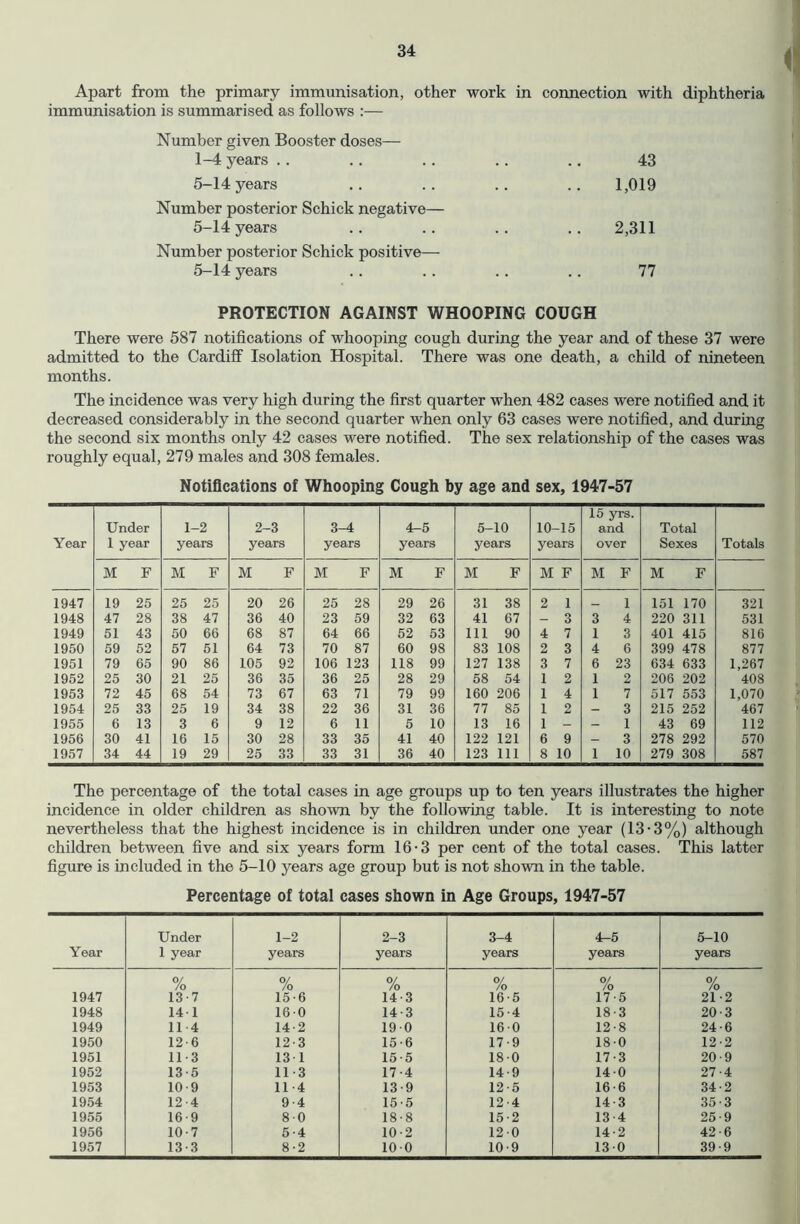 34
Apart from the primary immunisation, other work in connection with diphtheria
immunisation is summarised as follows :—
Number given Booster doses—
1-4 years .. .. .. .. .. 43
5-14 years .. .. .. .. 1,019
Number posterior Schick negative—
5-14 years .. .. .. .. 2,311
Number posterior Schick positive—
5-14 years .. .. .. .. 77
PROTECTION AGAINST WHOOPING COUGH
There were 587 notifications of whooping cough during the year and of these 37 were
admitted to the Cardiff Isolation Hospital. There was one death, a child of nineteen
months.
The incidence was very high during the first quarter when 482 cases were notified and it
decreased considerably in the second quarter when only 63 cases were notified, and during
the second six months only 42 cases were notified. The sex relationship of the cases was
roughly equal, 279 males and 308 females.
Notifications of Whooping Cough by age and sex, 1947-57
Year | Under 1 year | 1-2 years | 2-3 years | 3-4 years | 4-5 years | 5-10 years | 10-15 years | 15 yrs. and over | Total Sexes | Totals
M F | M F | M F | M F | M F | M F | M F | M F | M F
1947 | 19 25 | 25 25 | 20 26 | 25 28 | 29 26 | 31 38 | 2 1 | – 1 | 151 170 | 321
1948 | 47 28 | 38 47 | 36 40 | 23 59 | 32 63 | 41 67 | – 3 | 3 4 | 220 311 | 531
1949 | 51 43 | 50 66 | 68 87 | 64 66 | 52 53 | 111 90 | 4 7 | 1 3 | 401 415 | 816
1950 | 59 52 | 57 51 | 64 73 | 70 87 | 60 98 | 83 108 | 2 3 | 4 6 | 399 478 | 877
1951 | 79 65 | 90 86 | 105 92 | 106 123 | 118 99 | 127 138 | 3 7 | 6 23 | 634 633 | 1,267
1952 | 25 30 | 21 25 | 36 35 | 36 25 | 28 29 | 58 54 | 1 2 | 1 2 | 206 202 | 408
1953 | 72 45 | 68 54 | 73 67 | 63 71 | 79 99 | 160 206 | 1 4 | 1 7 | 517 553 | 1,070
1954 | 25 33 | 25 19 | 34 38 | 22 36 | 31 36 | 77 85 | 1 2 | – 3 | 215 252 | 467
1955 | 6 13 | 3 6 | 9 12 | 6 11 | 5 10 | 13 16 | 1 – | – 1 | 43 69 | 112
1956 | 30 41 | 16 15 | 30 28 | 33 35 | 41 40 | 122 121 | 6 9 | – 3 | 278 292 | 570
1957 | 34 44 | 19 29 | 25 33 | 33 31 | 36 40 | 123 111 | 8 10 | 1 10 | 279 308 | 587
The percentage of the total cases in age groups up to ten years illustrates the higher
incidence in older children as shown by the following table. It is interesting to note
nevertheless that the highest incidence is in children under one year (13·3%) although
children between five and six years form 16·3 per cent of the total cases. This latter
figure is included in the 5-10 years age group but is not shown in the table.
Percentage of total cases shown in Age Groups, 1947-57
Year | Under 1 year | 1-2 years | 2-3 years | 3-4 years | 4-5 years | 5-10 years
% | % | % | % | % | %
1947 | 13·7 | 15·6 | 14·3 | 16·5 | 17·5 | 21·2
1948 | 14·1 | 16·0 | 14·3 | 15·4 | 18·3 | 20·3
1949 | 11·4 | 14·2 | 19·0 | 16·0 | 12·8 | 24·6
1950 | 12·6 | 12·3 | 15·6 | 17·9 | 18·0 | 12·2
1951 | 11·3 | 13·1 | 15·5 | 18·0 | 17·3 | 20·9
1952 | 13·5 | 11·3 | 17·4 | 14·9 | 14·0 | 27·4
1953 | 10·9 | 11·4 | 13·9 | 12·5 | 16·6 | 34·2
1954 | 12·4 | 9·4 | 15·5 | 12·4 | 14·3 | 35·3
1955 | 16·9 | 8·0 | 18·8 | 15·2 | 13·4 | 25·9
1956 | 10·7 | 5·4 | 10·2 | 12·0 | 14·2 | 42·6
1957 | 13·3 | 8·2 | 10·0 | 10·9 | 13·0 | 39·9